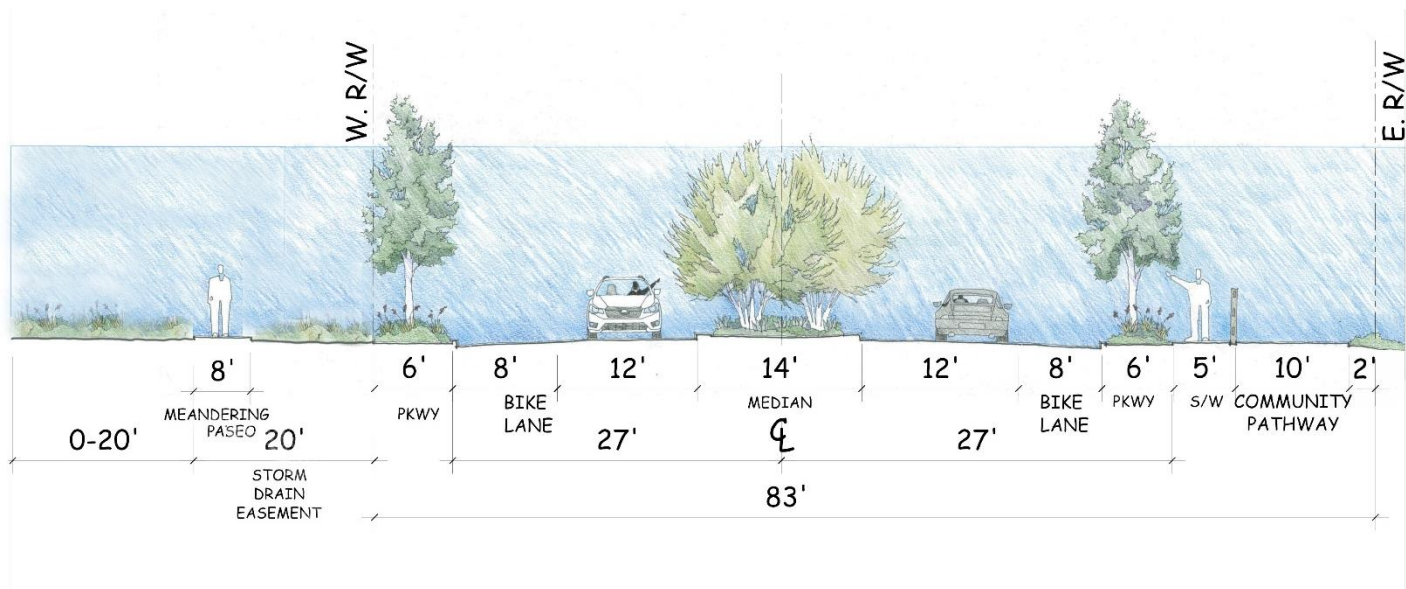 W. R/W
E. R/W
8' 6' 8' 12' 14' 12' 8' 6' 5' 10' 2'
MEANDERING
PASEO
PKWY
BIKE
LANE
MEDIAN
BIKE
LANE
PKWY
S/W
COMMUNITY
PATHWAY
0-20' 20' 27' ℄ 27'
STORM
DRAIN
EASEMENT
83'